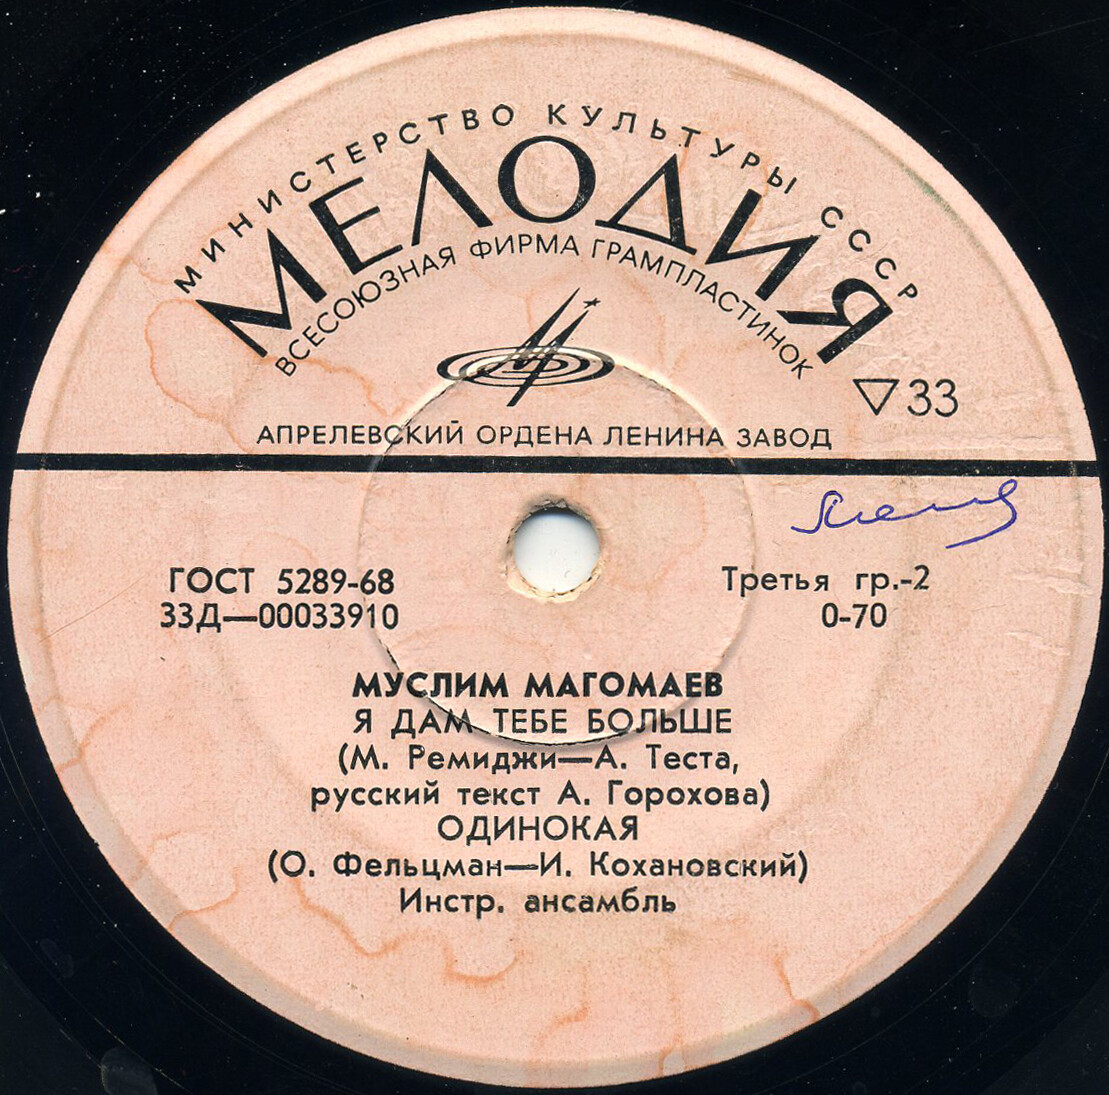 МИНИСТЕРСТВО КУЛЬТУРЫ СССР
МЕЛОДИЯ
ВСЕСОЮЗНАЯ ФИРМА ГРАМПЛАСТИНОК
▽33
АПРЕЛЕВСКИЙ ОРДЕНА ЛЕНИНА ЗАВОД
ГОСТ 5289-68
Третья гр.-2
33Д—00033910
0-70
МУСЛИМ МАГОМАЕВ
Я ДАМ ТЕБЕ БОЛЬШЕ
(М. Ремиджи—А. Теста,
русский текст А. Горохова)
ОДИНОКАЯ
(О. Фельцман—И. Кохановский)
Инстр. ансамбль